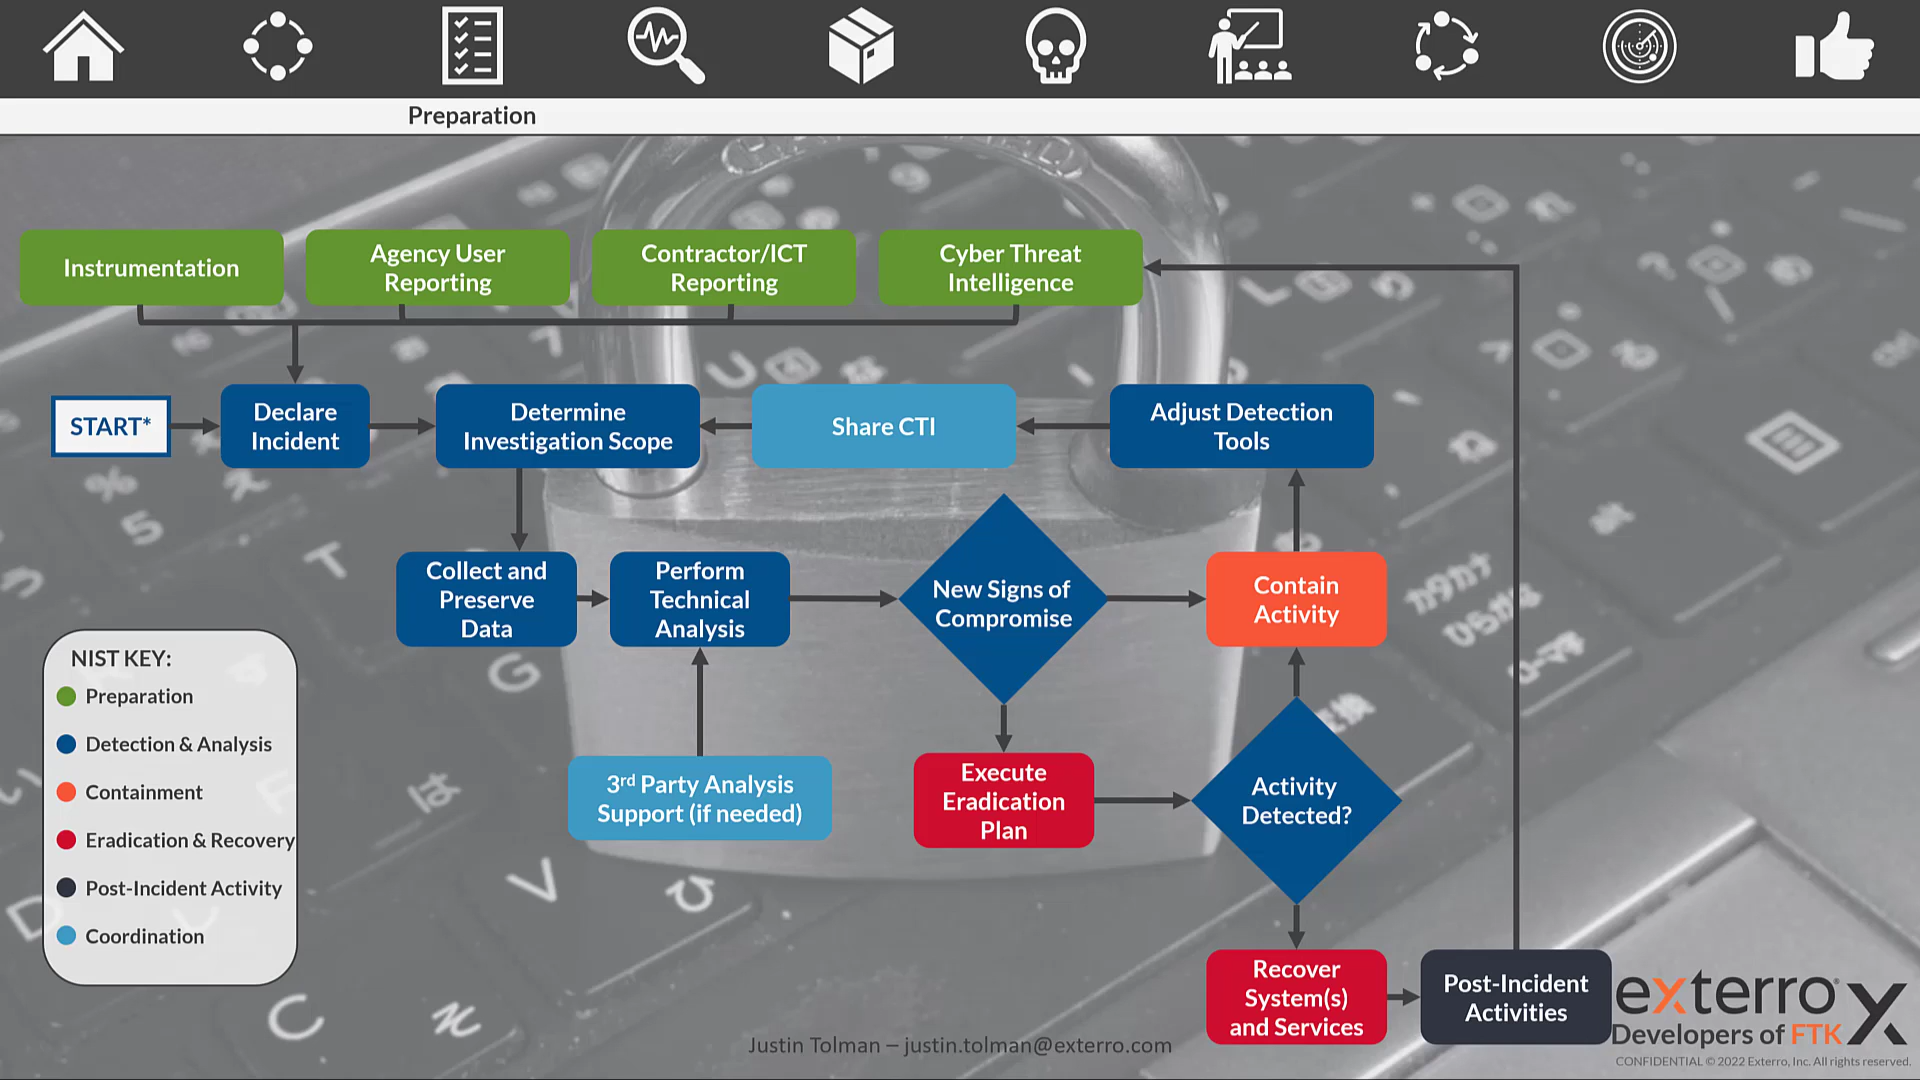 Preparation
Instrumentation
Agency User
Reporting
Contractor/ICT
Reporting
Cyber Threat
Intelligence
START*
Declare
Incident
Determine
Investigation Scope
Share CTI
Adjust Detection
Tools
Collect and
Preserve
Data
Perform
Technical
Analysis
New Signs of
Compromise
Contain
Activity
3rd Party Analysis
Support (if needed)
Execute
Eradication
Plan
Activity
Detected?
Recover
System(s)
and Services
Post-Incident
Activities
NIST KEY:
Preparation
Detection & Analysis
Containment
Eradication & Recovery
Post-Incident Activity
Coordination
Justin Tolman – justin.tolman@exterro.com
exterro®
Developers of FTK
CONFIDENTIAL © 2022 Exterro, Inc. All rights reserved.